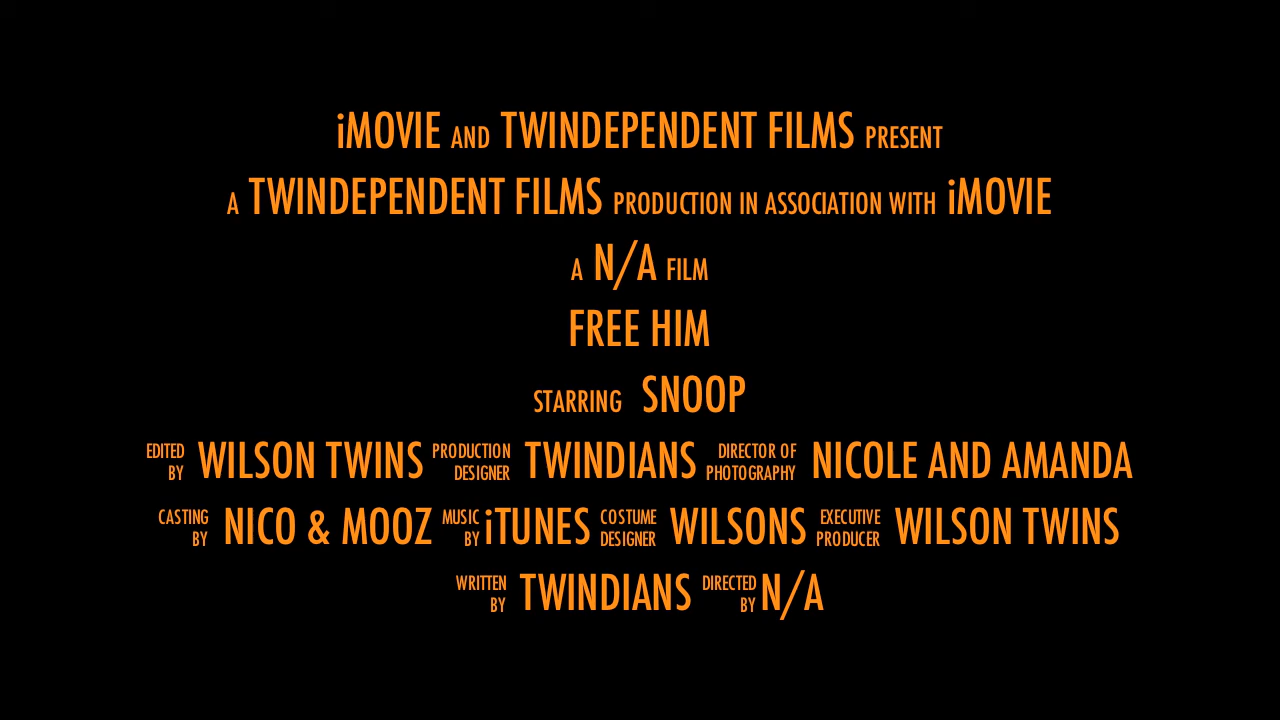 iMOVIE AND TWINDEPENDENT FILMS PRESENT
A TWINDEPENDENT FILMS PRODUCTION IN ASSOCIATION WITH iMOVIE
A N/A FILM
FREE HIM
STARRING SNOOP
EDITED BY WILSON TWINS PRODUCTION DESIGNER TWINDIANS DIRECTOR OF PHOTOGRAPHY NICOLE AND AMANDA
CASTING BY NICO & MOOZ MUSIC BY iTUNES COSTUME DESIGNER WILSONS EXECUTIVE PRODUCER WILSON TWINS
WRITTEN BY TWINDIANS DIRECTED BY N/A